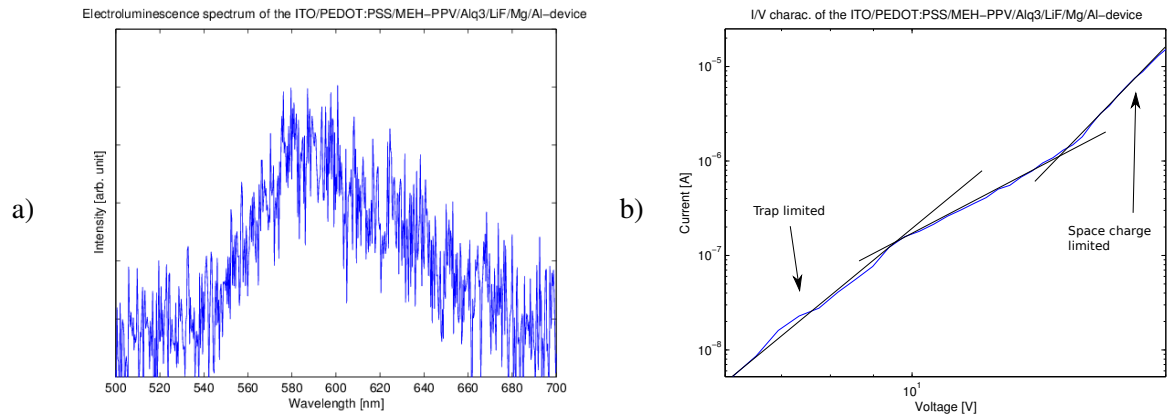 a)
Electroluminescence spectrum of the ITO/PEDOT:PSS/MEH−PPV/Alq3/LiF/Mg/Al−device
Intensity [arb. unit]
500 520 540 560 580 600 620 640 660 680 700
Wavelength [nm]
b)
I/V charac. of the ITO/PEDOT:PSS/MEH−PPV/Alq3/LiF/Mg/Al−device
Current [A]
10⁻⁵
10⁻⁶
10⁻⁷
10⁻⁸
Trap limited
Space charge
limited
10¹
Voltage [V]